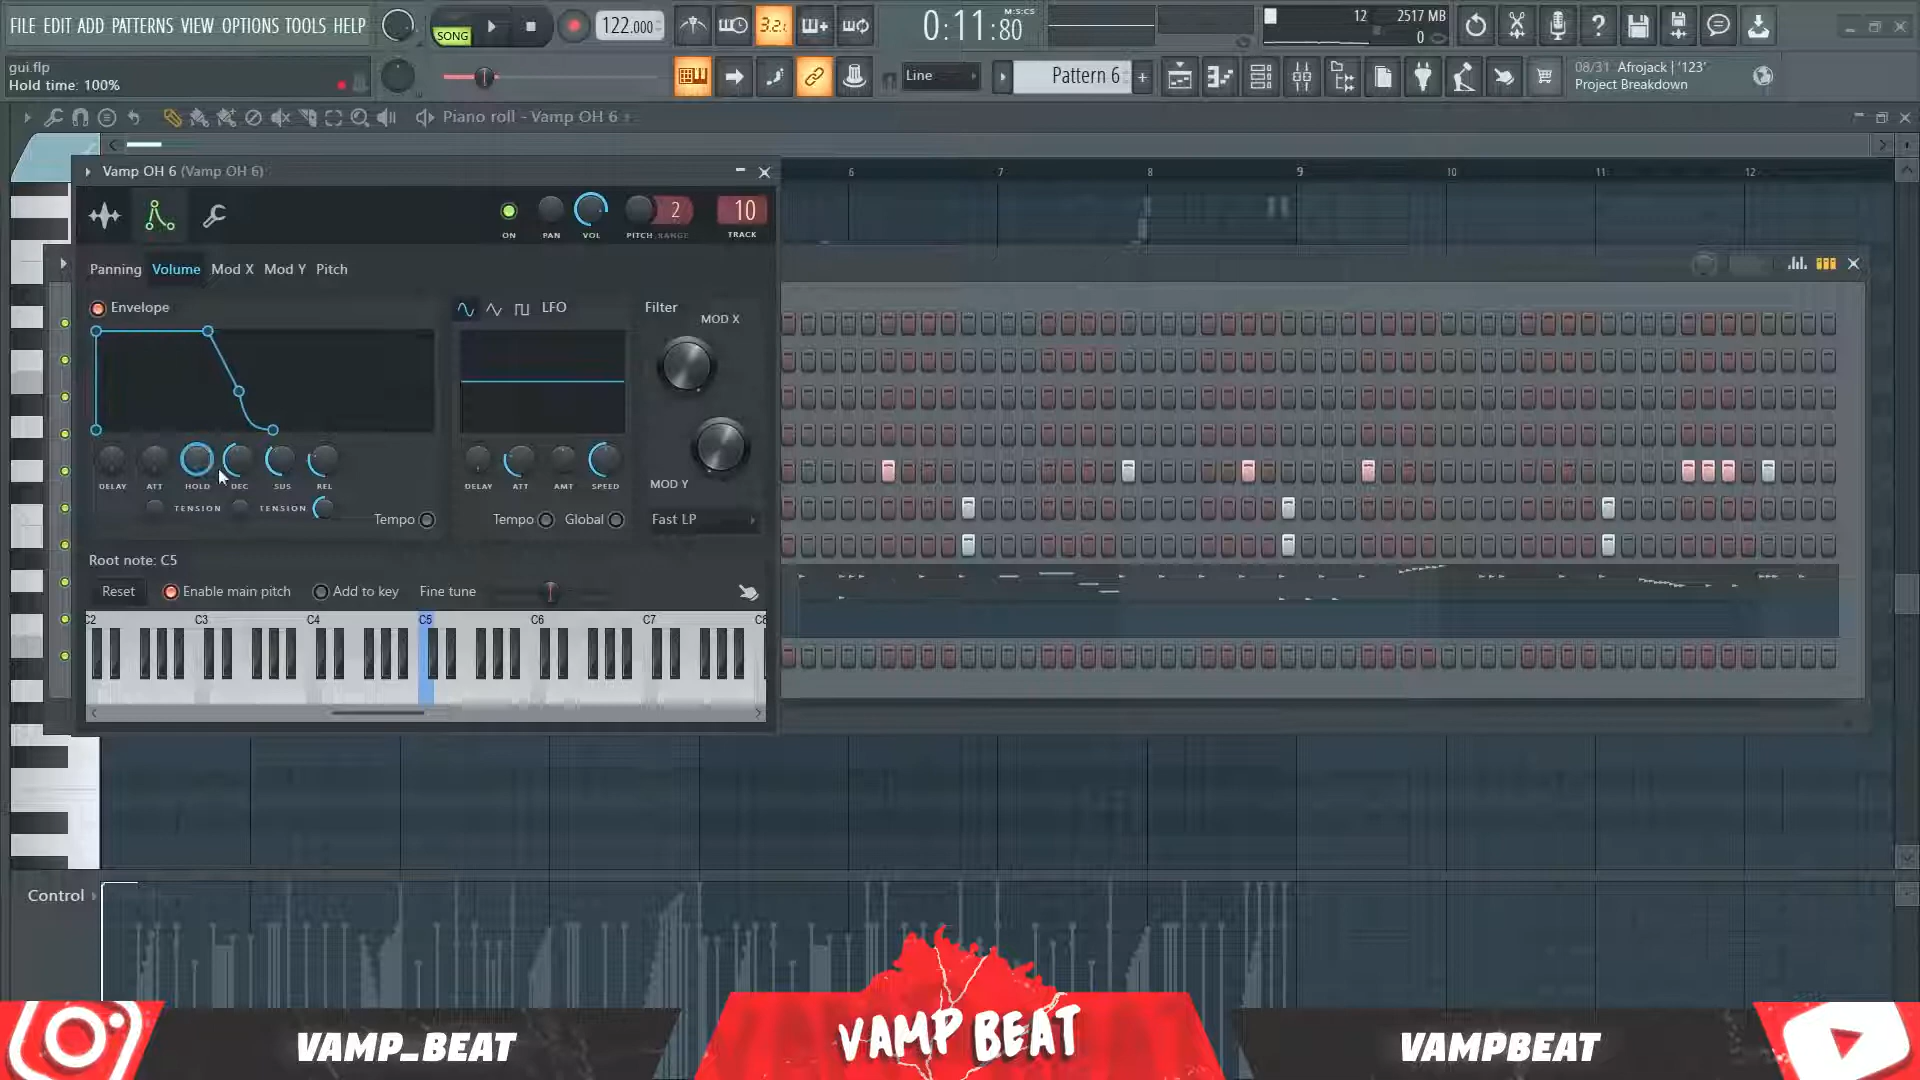 FILE EDIT ADD PATTERNS VIEW OPTIONS TOOLS HELP
SONG
122.000
3.2.
0:11:80
M:S:CS
12
2517 MB
0
gui.flp
Hold time: 100%
Line
Pattern 6
+
08/31 Afrojack | '123'
Project Breakdown
Piano roll - Vamp OH 6
Vamp OH 6 (Vamp OH 6)
6 7 8 9 10 11 12
ON PAN VOL PITCH RANGE 2 10 TRACK
Panning Volume Mod X Mod Y Pitch
Envelope
LFO
Filter
MOD X
MOD Y
DELAY ATT HOLD DEC SUS REL
TENSION TENSION
Tempo
DELAY ATT AMT SPEED
Tempo Global
Fast LP
Root note: C5
Reset Enable main pitch Add to key Fine tune
C2 C3 C4 C5 C6 C7 C8
Control
VAMP_BEAT
VAMP BEAT
VAMPBEAT